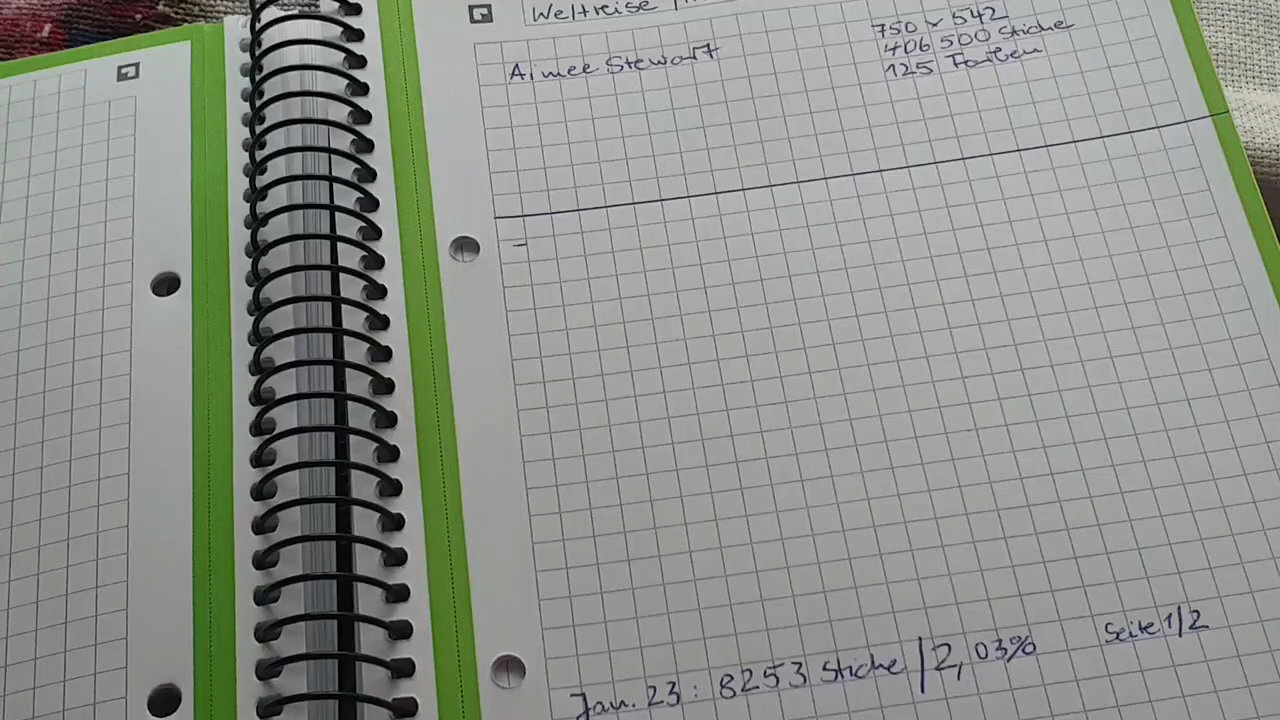 Weltreise /
Aimee Stewart
750 x 542
406 500 Stiche
125 Farben
-
Jan. 23: 8253 Stiche / 2,03%
Seite 1/2